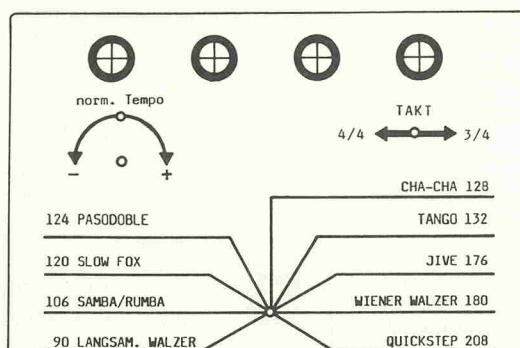 norm. Tempo
- +
TAKT
4/4 3/4
CHA-CHA 128
124 PASODOBLE
TANGO 132
120 SLOW FOX
JIVE 176
106 SAMBA/RUMBA
WIENER WALZER 180
90 LANGSAM. WALZER
QUICKSTEP 208